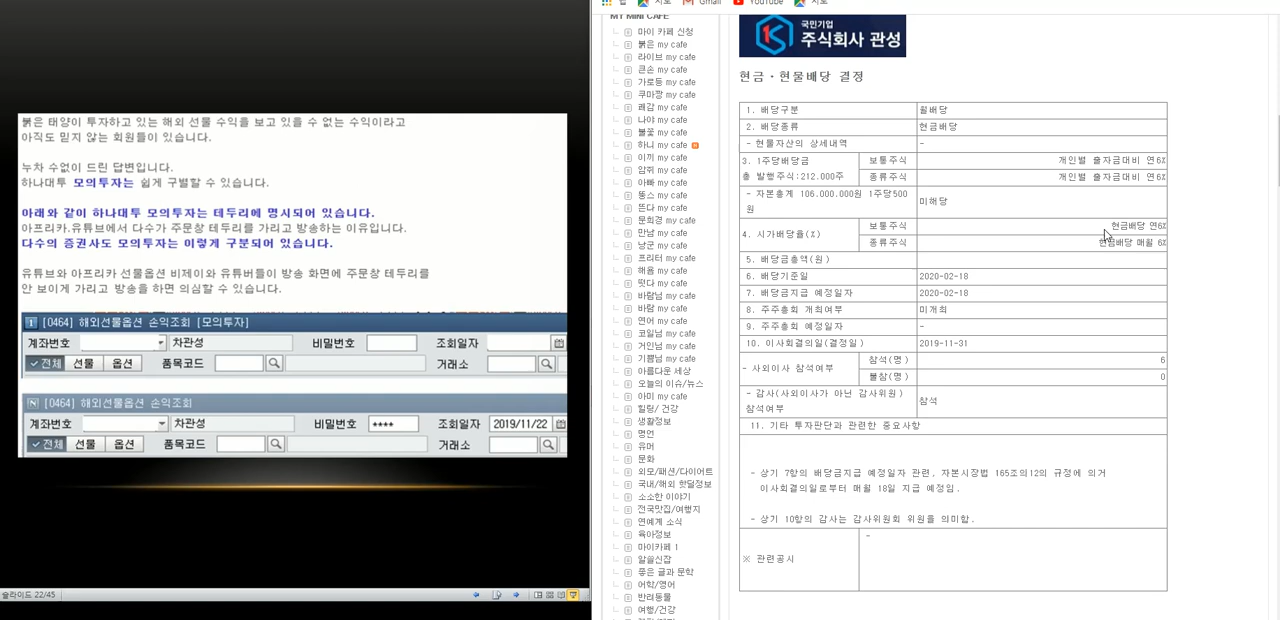 붉은 태양이 투자하고 있는 해외 선물 수익을 보고 있을 수 없는 수익이라고
아직도 믿지 않는 회원들이 있습니다.
누차 수없이 드린 답변입니다.
하나대투 모의투자는 쉽게 구별할 수 있습니다.
아래와 같이 하나대투 모의투자는 테두리에 명시되어 있습니다.
아프리카.유튜브에서 다수가 주문창 테두리를 가리고 방송하는 이유입니다.
다수의 증권사도 모의투자는 이렇게 구분되어 있습니다.
유튜브와 아프리카 선물옵션 비제이와 유튜버들이 방송 화면에 주문창 테두리를
안 보이게 가리고 방송을 하면 의심할 수 있습니다.
[0464] 해외선물옵션 손익조회 [모의투자]
계좌번호 차관성 비밀번호 조회일자
전체 선물 옵션 품목코드 거래소
[0464] 해외선물옵션 손익조회
계좌번호 차관성 비밀번호 **** 조회일자 2019/11/22
전체 선물 옵션 품목코드 거래소
슬라이드 22/45
지도 Gmail YouTube 지도
MY MINI CAFE
마이 카페 신청
붉은 my cafe
라이브 my cafe
큰손 my cafe
가로등 my cafe
쿠마짱 my cafe
쾌감 my cafe
나야 my cafe
불꽃 my cafe
하니 my cafe
이끼 my cafe
암쥐 my cafe
아빠 my cafe
뚱스 my cafe
뜬다 my cafe
문희경 my cafe
만남 my cafe
낭군 my cafe
프리터 my cafe
해윰 my cafe
떳다 my cafe
바람님 my cafe
바람 my cafe
연어 my cafe
코일님 my cafe
거인님 my cafe
기쁨님 my cafe
아름다운 세상
오늘의 이슈/뉴스
아미 my cafe
힐링/ 건강
생활정보
명언
유머
문화
외모/패션/다이어트
국내/해외 핫딜정보
소소한 이야기
전국맛집/여행지
연예계 소식
육아정보
마이카페 1
알쓸신잡
좋은 글과 문학
어학/영어
반려동물
여행/건강
국민기업
주식회사 관성
현금ㆍ현물배당 결정
1. 배당구분 월배당
2. 배당종류 현금배당
- 현물자산의 상세내역 -
3. 1주당배당금
총 발행주식:212.000주
보통주식 개인별 출자금대비 연6%
종류주식 개인별 출자금대비 연6%
- 자본총계 106.000.000원 1주당500
원
미해당
4. 시가배당율(%)
보통주식 현금배당 연6%
종류주식 현금배당 매월 6%
5. 배당금총액(원)
6. 배당기준일 2020-02-18
7. 배당금지급 예정일자 2020-02-18
8. 주주총회 개최여부 미개최
9. 주주총회 예정일자 -
10. 이사회결의일(결정일) 2019-11-31
- 사외이사 참석여부
참석(명) 6
불참(명) 0
- 감사(사외이사가 아닌 감사위원)
참석여부
참석
11. 기타 투자판단과 관련한 중요사항
- 상기 7항의 배당금지급 예정일자 관련, 자본시장법 165조의12의 규정에 의거
이사회결의일로부터 매월 18일 지급 예정임.
- 상기 10항의 감사는 감사위원회 위원을 의미함.
※ 관련공시 -